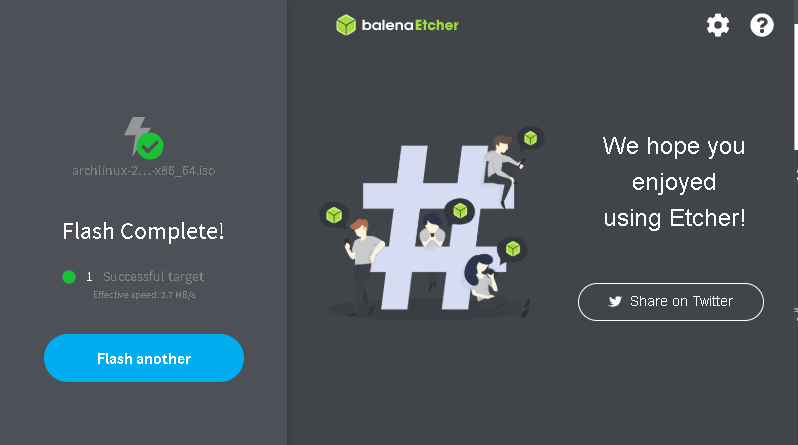 balenaEtcher
archlinux-2...-x86_64.iso
Flash Complete!
1 Successful target
Effective speed: 3.7 MB/s
Flash another
We hope you
enjoyed
using Etcher!
Share on Twitter